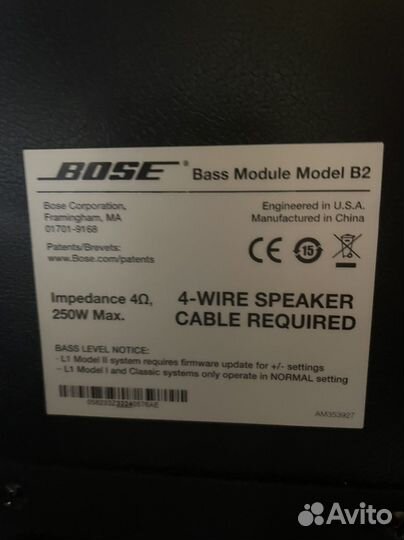 BOSE® Bass Module Model B2
Bose Corporation, Engineered in U.S.A.
Framingham, MA Manufactured in China
01701-9168
Patents/Brevets:
www.Bose.com/patents
CE 15
Impedance 4Ω, 4-WIRE SPEAKER
250W Max. CABLE REQUIRED
BASS LEVEL NOTICE:
- L1 Model II system requires firmware update for +/- settings
- L1 Model I and Classic systems only operate in NORMAL setting
AM353927
Avito